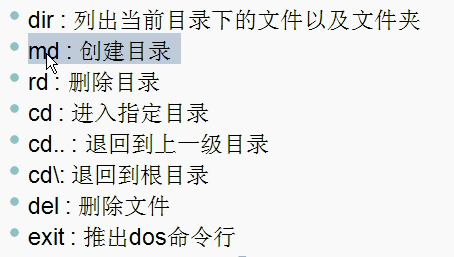 dir : 列出当前目录下的文件以及文件夹
md : 创建目录
rd : 删除目录
cd : 进入指定目录
cd.. : 退回到上一级目录
cd\: 退回到根目录
del : 删除文件
exit : 推出dos命令行